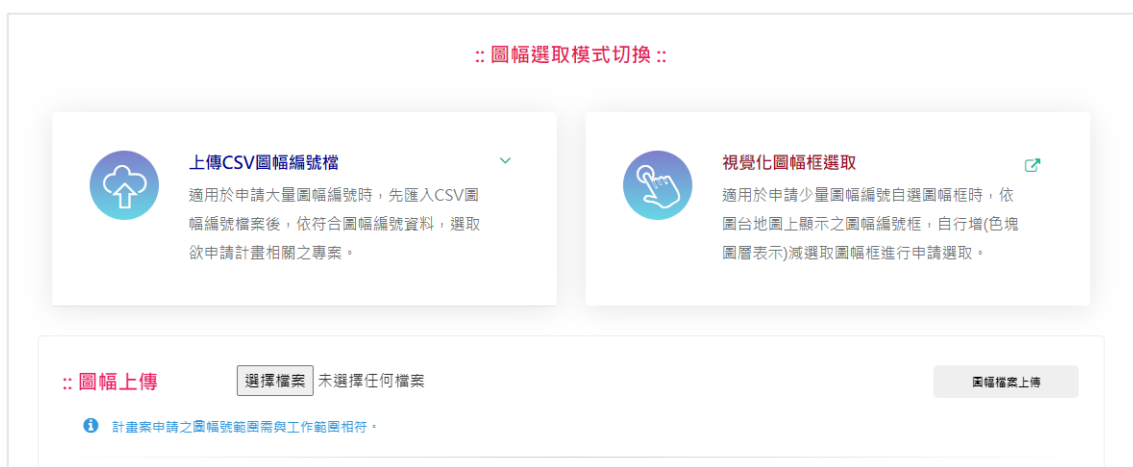 :: 圖幅選取模式切換 ::
上傳CSV圖幅編號檔
適用於申請大量圖幅編號時，先匯入CSV圖
幅編號檔案後，依符合圖幅編號資料，選取
欲申請計畫相關之專案。
視覺化圖幅框選取
適用於申請少量圖幅編號自選圖幅框時，依
圖台地圖上顯示之圖幅編號框，自行增(色塊
圖層表示)減選取圖幅框進行申請選取。
:: 圖幅上傳
選擇檔案 未選擇任何檔案
圖幅檔案上傳
計畫案申請之圖幅號範圍需與工作範圍相符。